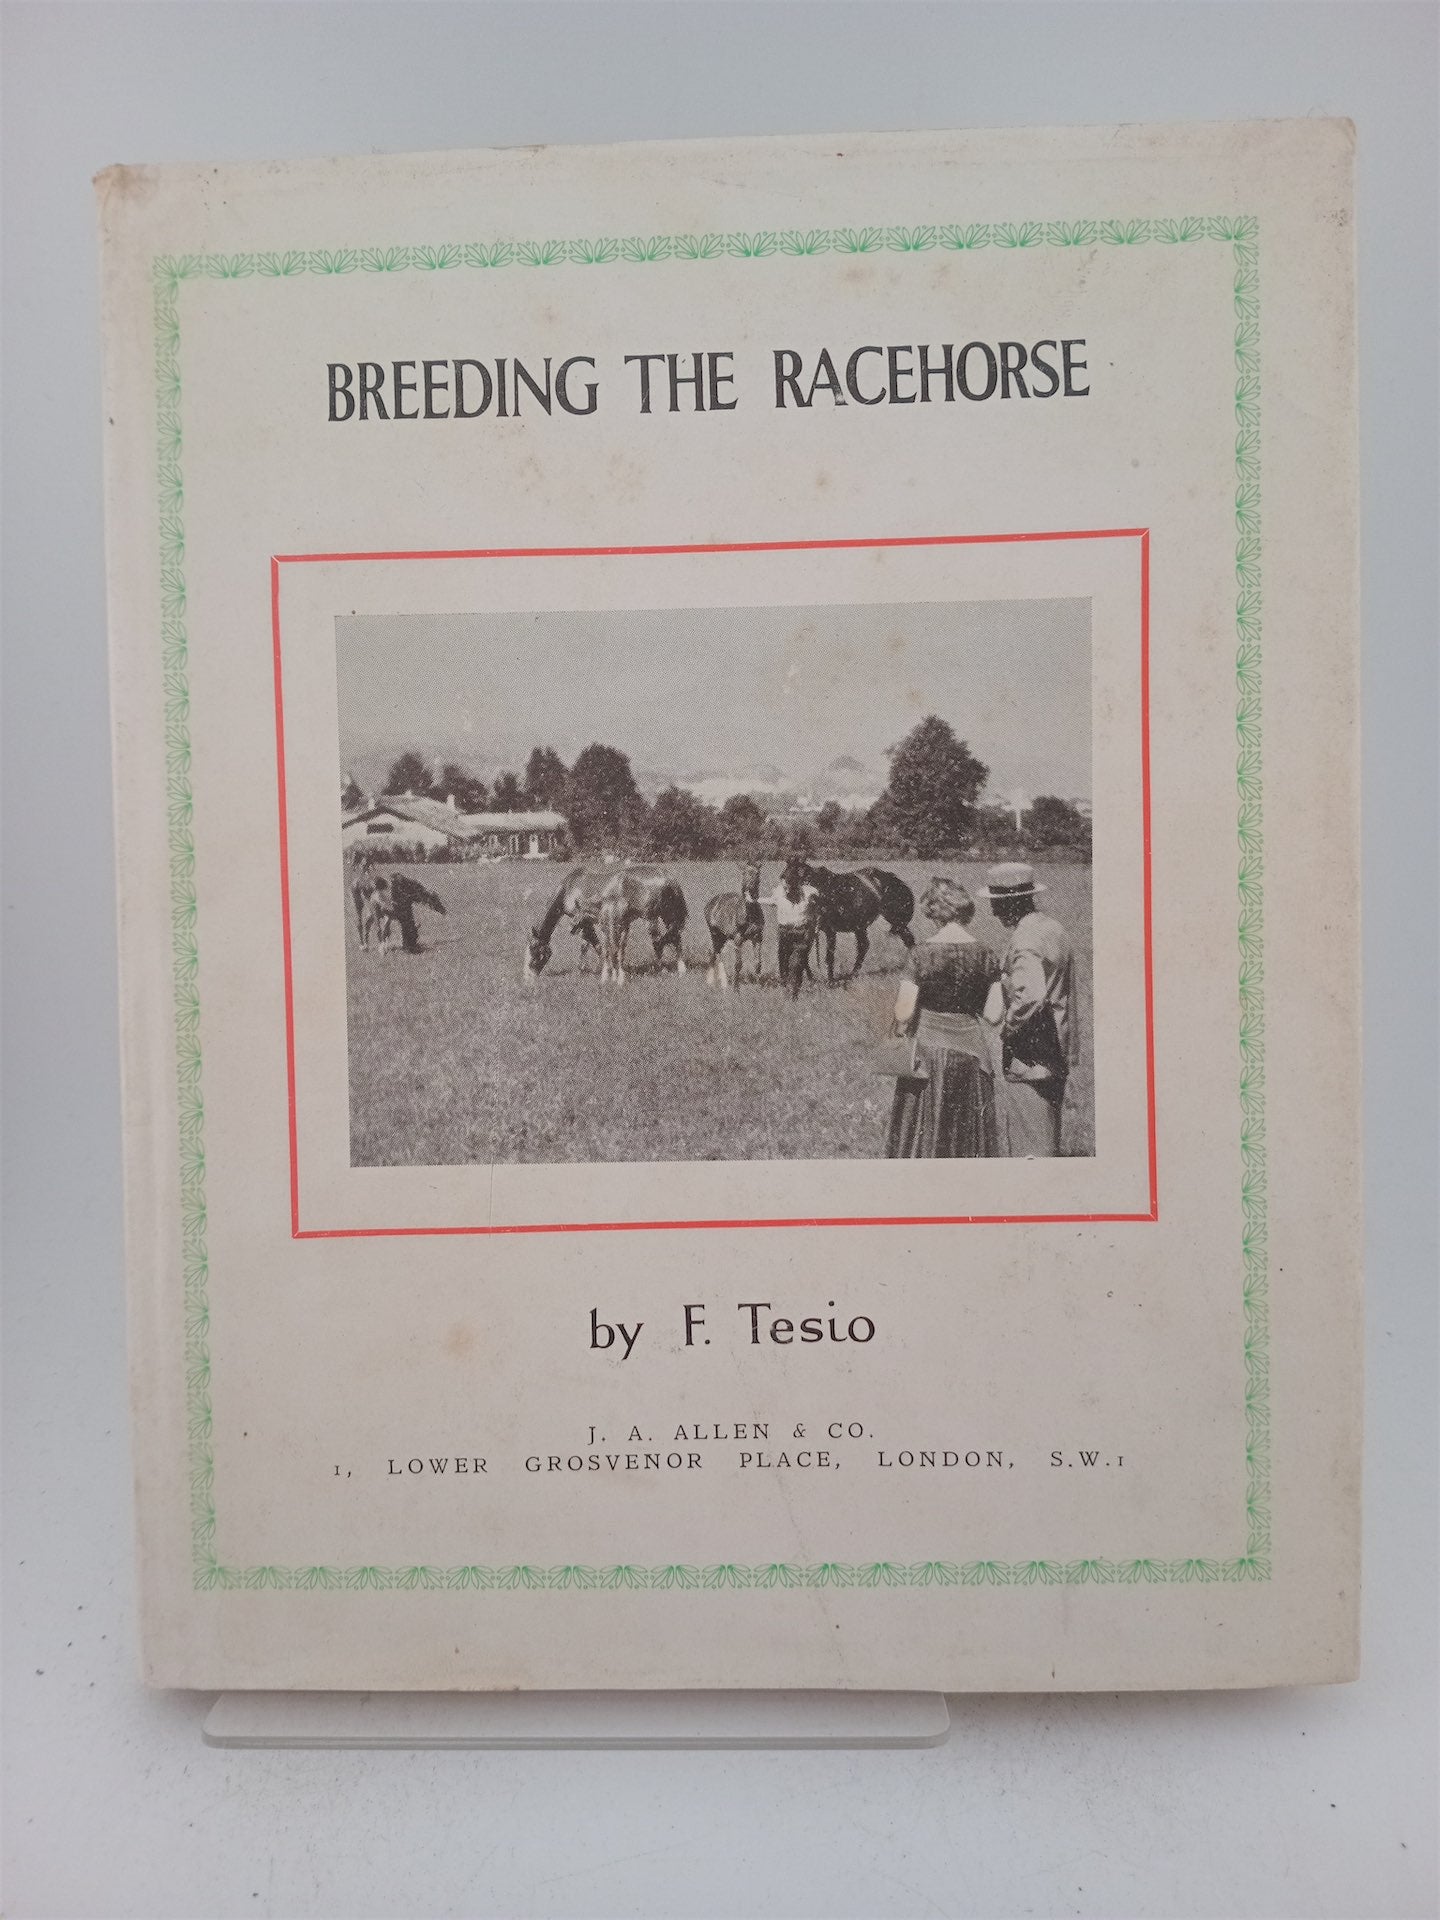 BREEDING THE RACEHORSE
by F. Tesio
J. A. ALLEN & CO.
1, LOWER GROSVENOR PLACE, LONDON, S.W.1